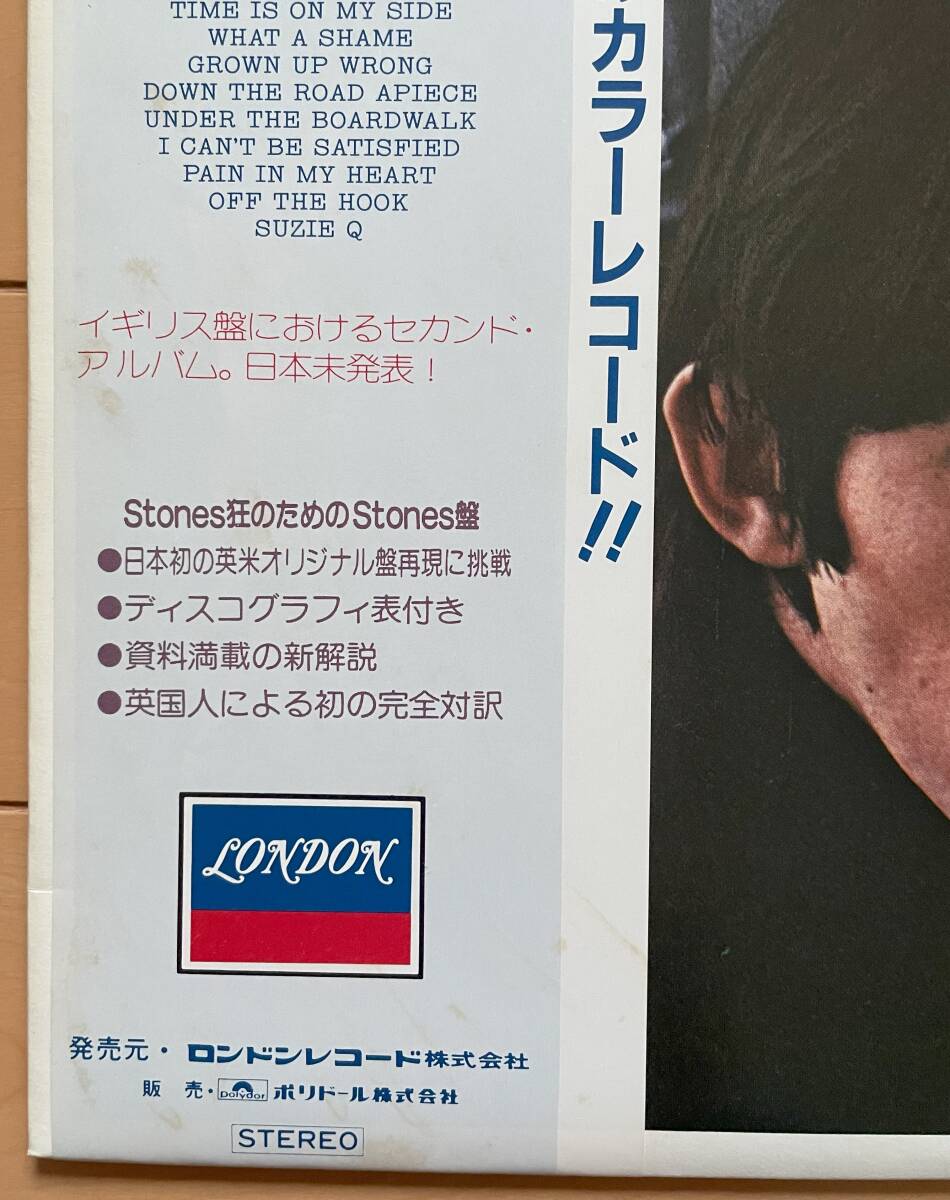 TIME IS ON MY SIDE
WHAT A SHAME
GROWN UP WRONG
DOWN THE ROAD APIECE
UNDER THE BOARDWALK
I CAN'T BE SATISFIED
PAIN IN MY HEART
OFF THE HOOK
SUZIE Q
イギリス盤におけるセカンド・
アルバム。日本未発表！
Stones狂のためのStones盤
●日本初の英米オリジナル盤再現に挑戦
●ディスコグラフィ表付き
●資料満載の新解説
●英国人による初の完全対訳
LONDON
発売元・ロンドンレコード株式会社
販 売・Polydor ポリドール株式会社
STEREO
カラーレコード!!